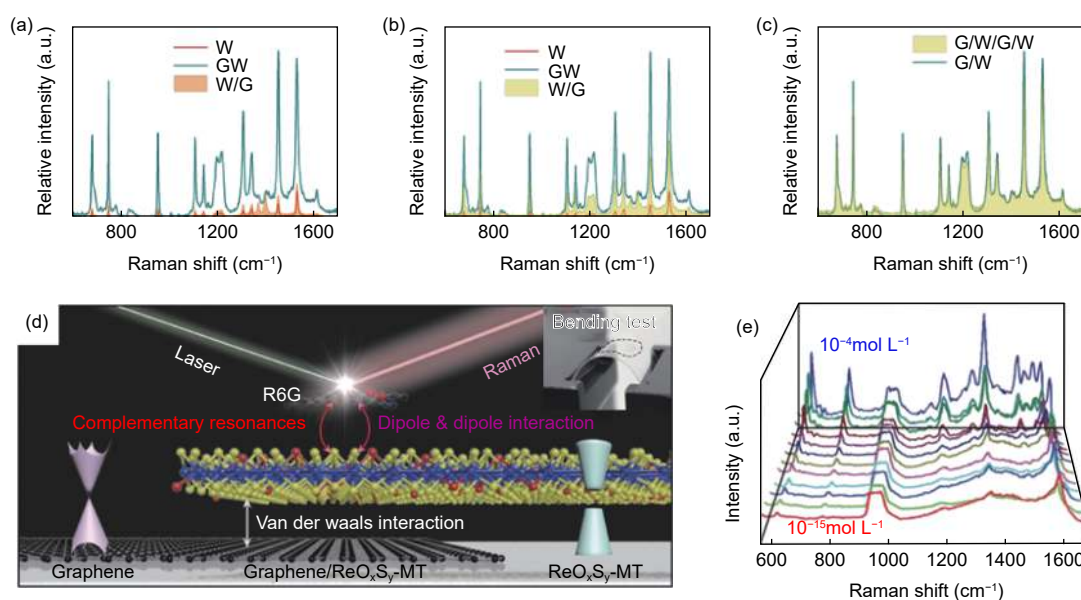 (a)
W
GW
W/G
Relative intensity (a.u.)
800
1200
1600
Raman shift (cm⁻¹)
(b)
W
GW
W/G
Relative intensity (a.u.)
800
1200
1600
Raman shift (cm⁻¹)
(c)
G/W/G/W
G/W
Relative intensity (a.u.)
800
1200
1600
Raman shift (cm⁻¹)
(d)
Bending test
Laser
Raman
R6G
Complementary resonances
Dipole & dipole interaction
Van der waals interaction
Graphene
Graphene/ReOₓSᵧ-MT
ReOₓSᵧ-MT
(e)
10⁻⁴mol L⁻¹
10⁻¹⁵mol L⁻¹
Intensity (a.u.)
600
800
1000
1200
1400
1600
Raman shift (cm⁻¹)